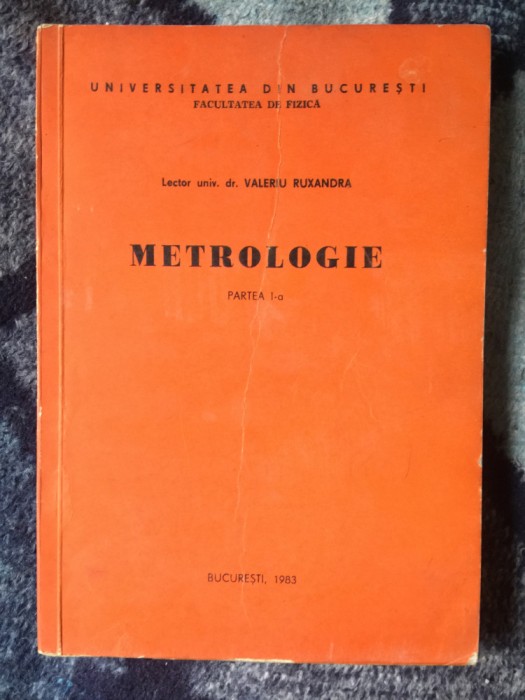 UNIVERSITATEA DIN BUCUREȘTI
FACULTATEA DE FIZICĂ
Lector univ. dr. VALERIU RUXANDRA
METROLOGIE
PARTEA I-a
BUCUREȘTI, 1983